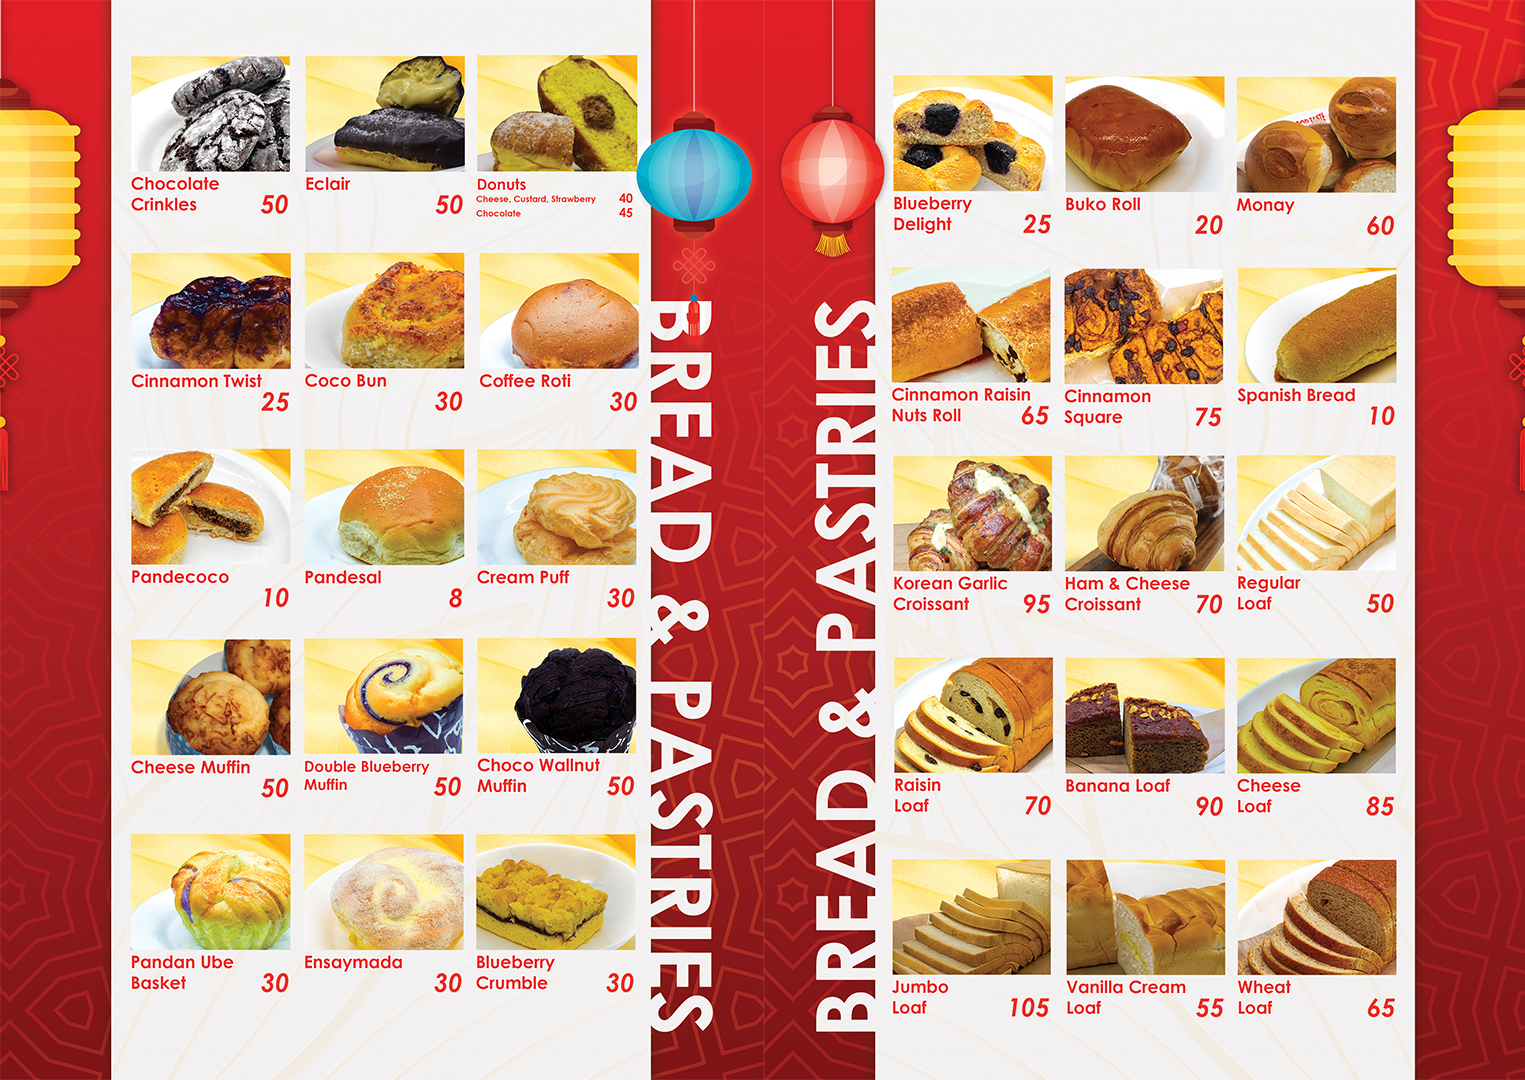 Chocolate
Crinkles 50
Eclair
50
Donuts
Cheese, Custard, Strawberry 40
Chocolate 45
Cinnamon Twist
25
Coco Bun
30
Coffee Roti
30
Pandecoco
10
Pandesal
8
Cream Puff
30
Cheese Muffin
50
Double Blueberry
Muffin 50
Choco Wallnut
Muffin 50
Pandan Ube
Basket 30
Ensaymada
30
Blueberry
Crumble 30
BREAD & PASTRIES
BREAD & PASTRIES
Blueberry
Delight 25
Buko Roll
20
Monay
60
Cinnamon Raisin
Nuts Roll 65
Cinnamon
Square 75
Spanish Bread
10
Korean Garlic
Croissant 95
Ham & Cheese
Croissant 70
Regular
Loaf 50
Raisin
Loaf 70
Banana Loaf
90
Cheese
Loaf 85
Jumbo
Loaf 105
Vanilla Cream
Loaf 55
Wheat
Loaf 65